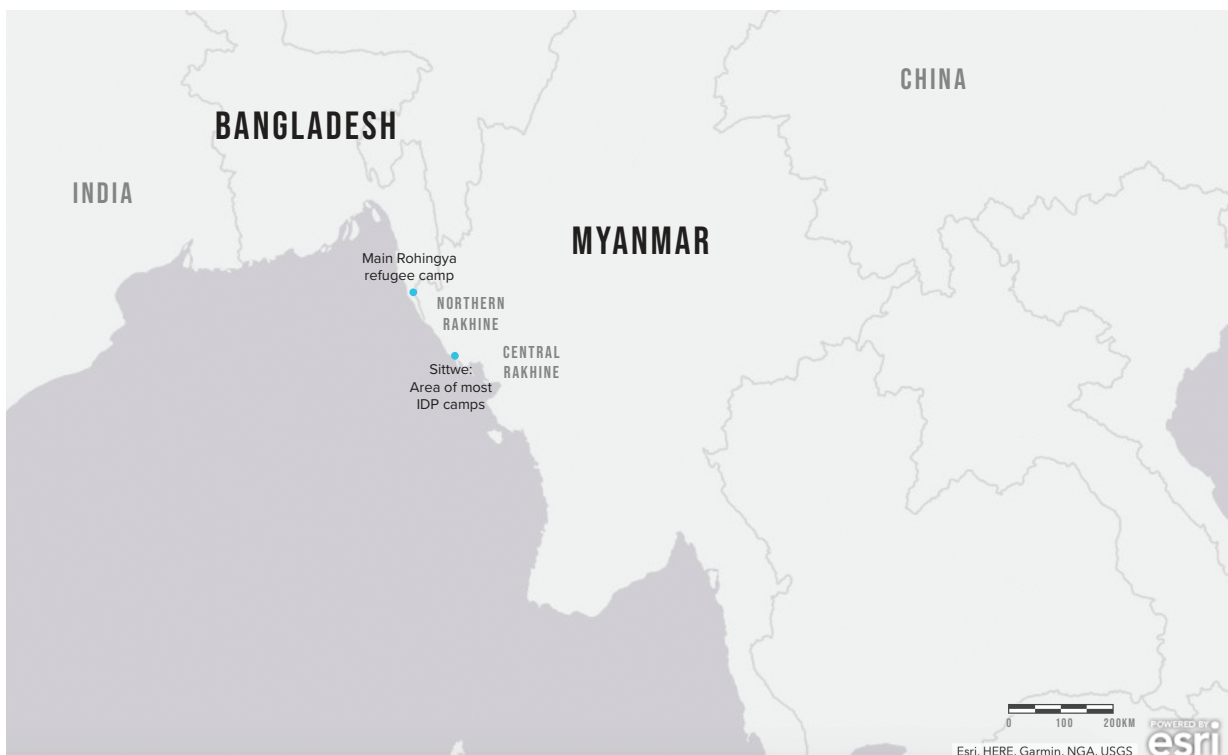 CHINA
BANGLADESH
INDIA
MYANMAR
Main Rohingya
refugee camp
NORTHERN
RAKHINE
CENTRAL
RAKHINE
Sittwe:
Area of most
IDP camps
0 100 200KM
POWERED BY
esri
Esri, HERE, Garmin, NGA, USGS